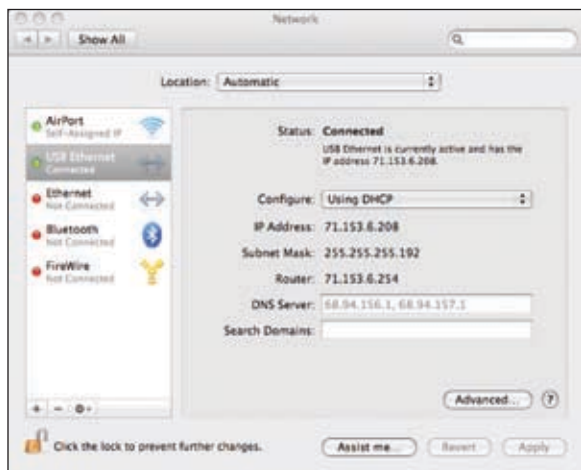 Network
Show All
Location: Automatic
AirPort
Self-Assigned IP
USB Ethernet
Connected
Ethernet
Not Connected
Bluetooth
Not Connected
FireWire
Not Connected
Status: Connected
USB Ethernet is currently active and has the
IP address 71.153.6.208.
Configure: Using DHCP
IP Address: 71.153.6.208
Subnet Mask: 255.255.255.192
Router: 71.153.6.254
DNS Server: 68.94.156.1, 68.94.157.1
Search Domains:
Advanced... ?
+ -
Click the lock to prevent further changes.
Assist me... Revert Apply